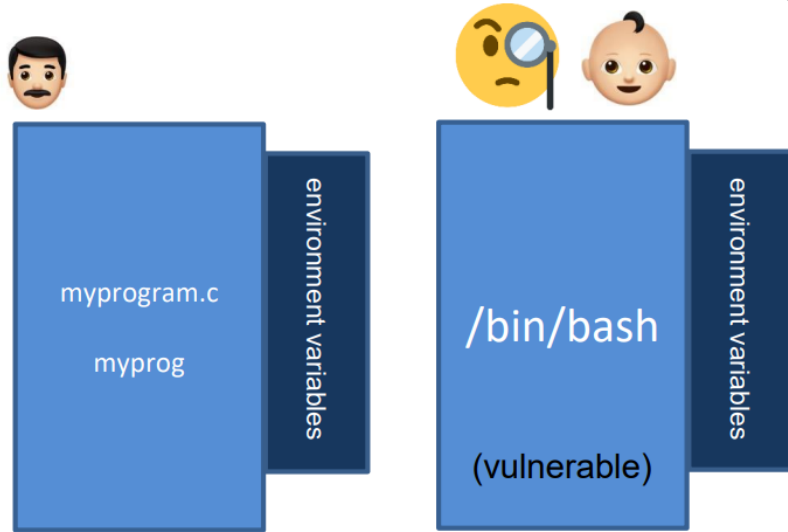 myprogram.c
myprog
environment variables
/bin/bash
(vulnerable)
environment variables